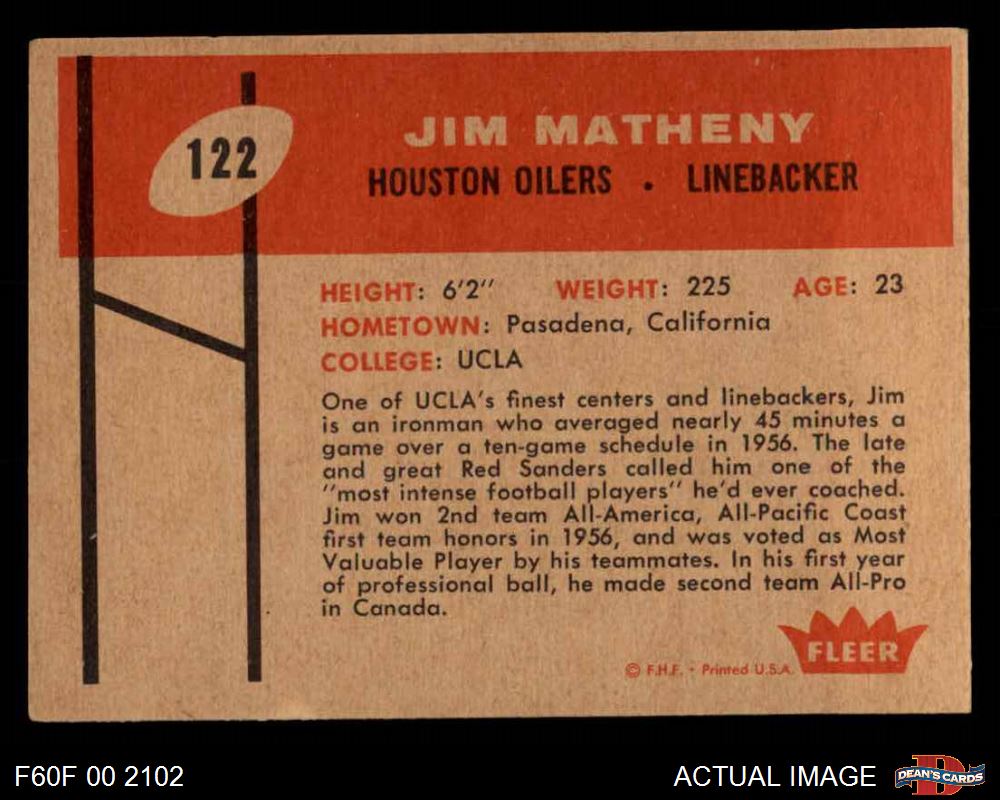 122
JIM MATHENY
HOUSTON OILERS . LINEBACKER
HEIGHT: 6'2" WEIGHT: 225 AGE: 23
HOMETOWN: Pasadena, California
COLLEGE: UCLA
One of UCLA's finest centers and linebackers, Jim
is an ironman who averaged nearly 45 minutes a
game over a ten-game schedule in 1956. The late
and great Red Sanders called him one of the
"most intense football players" he'd ever coached.
Jim won 2nd team All-America, All-Pacific Coast
first team honors in 1956, and was voted as Most
Valuable Player by his teammates. In his first year
of professional ball, he made second team All-Pro
in Canada.
FLEER
© F.H.F. • Printed U.S.A.
F60F 00 2102
ACTUAL IMAGE
D
DEAN'S CARDS